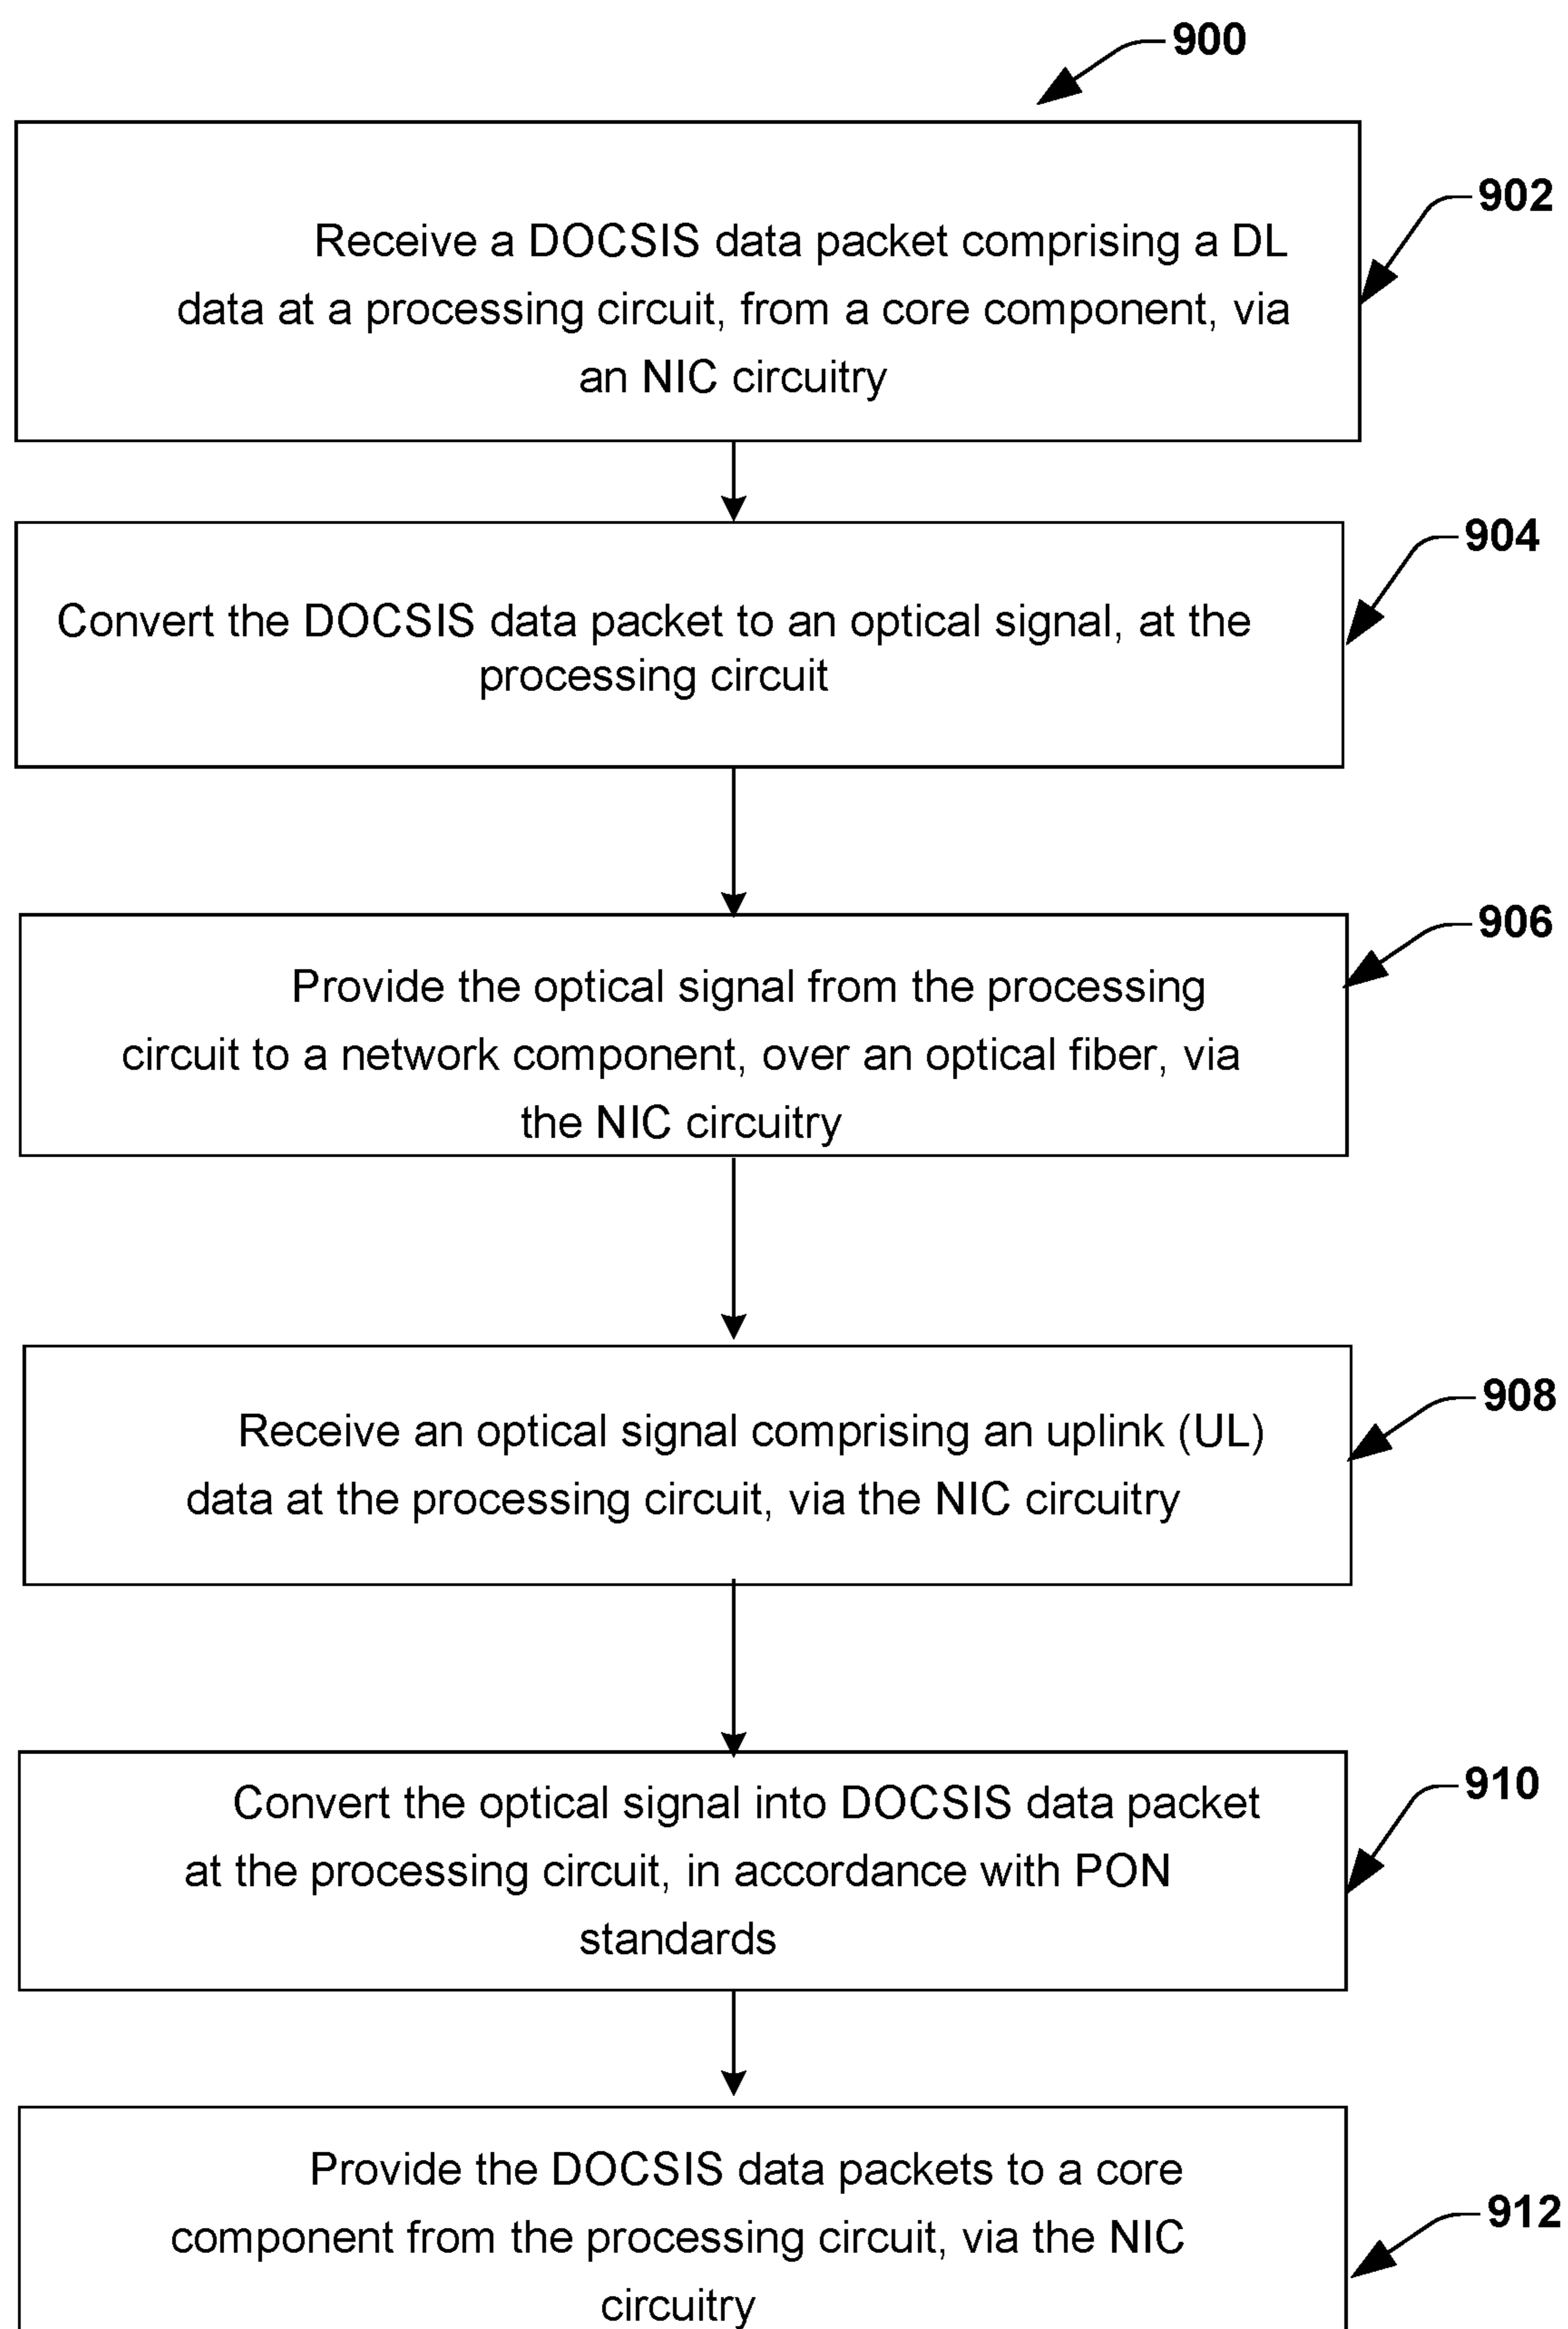 900
902
Receive a DOCSIS data packet comprising a DL
data at a processing circuit, from a core component, via
an NIC circuitry
904
Convert the DOCSIS data packet to an optical signal, at the
processing circuit
906
Provide the optical signal from the processing
circuit to a network component, over an optical fiber, via
the NIC circuitry
908
Receive an optical signal comprising an uplink (UL)
data at the processing circuit, via the NIC circuitry
910
Convert the optical signal into DOCSIS data packet
at the processing circuit, in accordance with PON
standards
912
Provide the DOCSIS data packets to a core
component from the processing circuit, via the NIC
circuitry